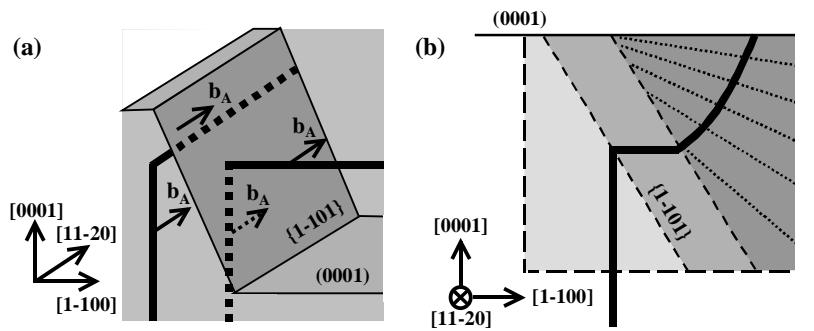 (a)
b_A
b_A
b_A
b_A
{1-101}
(0001)
[0001]
[11-20]
[1-100]
(b)
(0001)
{1-101}
[0001]
[1-100]
[11-20]